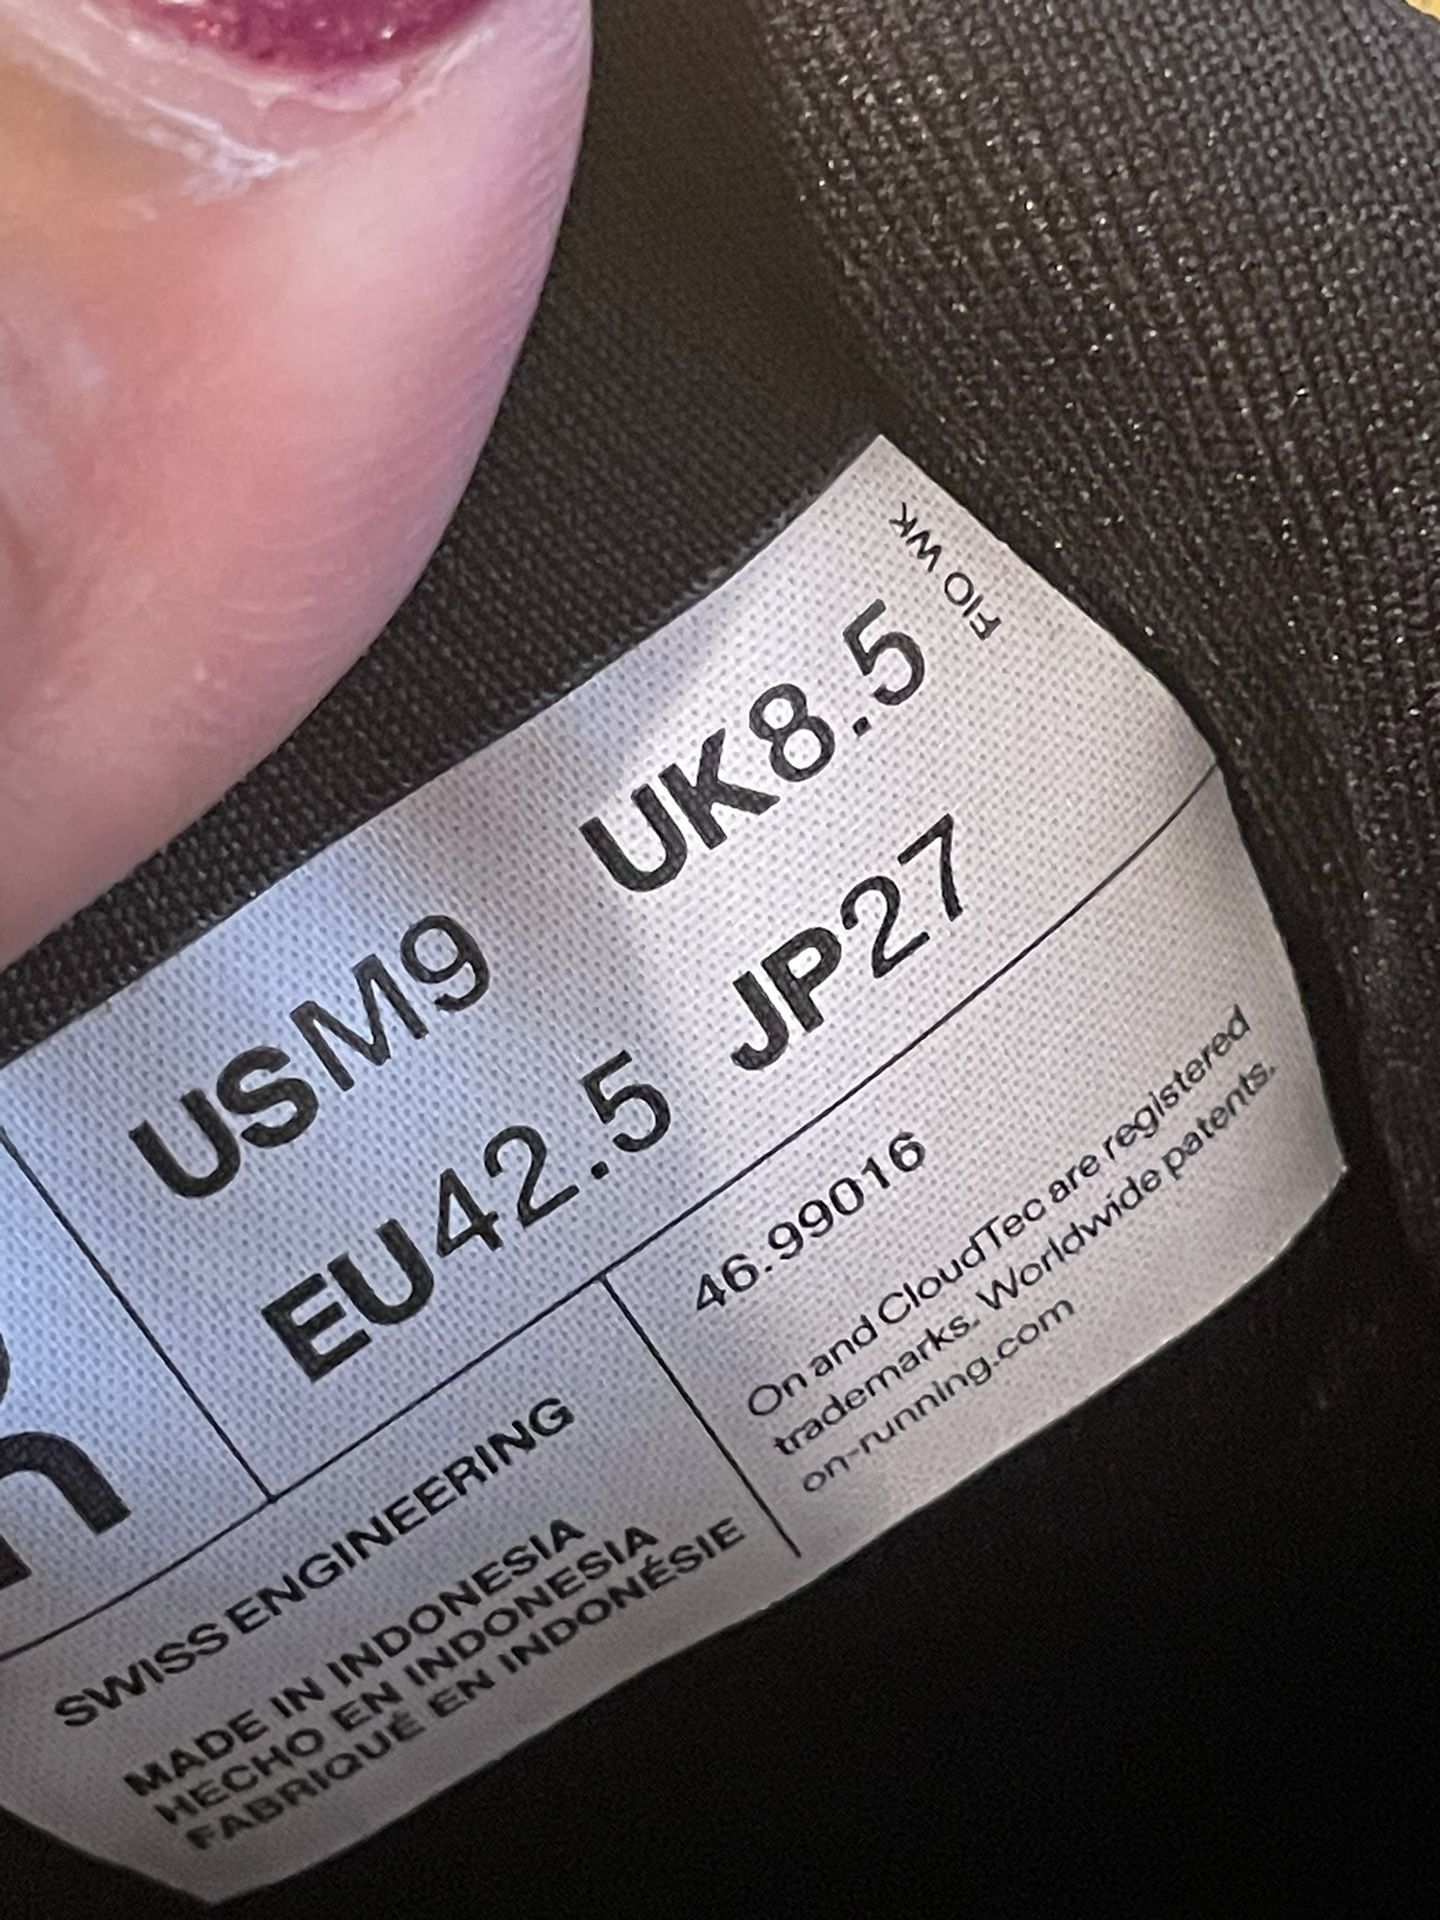 FIO WK
USM9 UK8.5
EU42.5 JP27
46.99016
On and CloudTec are registered
trademarks. Worldwide patents.
on-running.com
SWISS ENGINEERING
MADE IN INDONESIA
HECHO EN INDONESIA
FABRIQUÉ EN INDONÉSIE